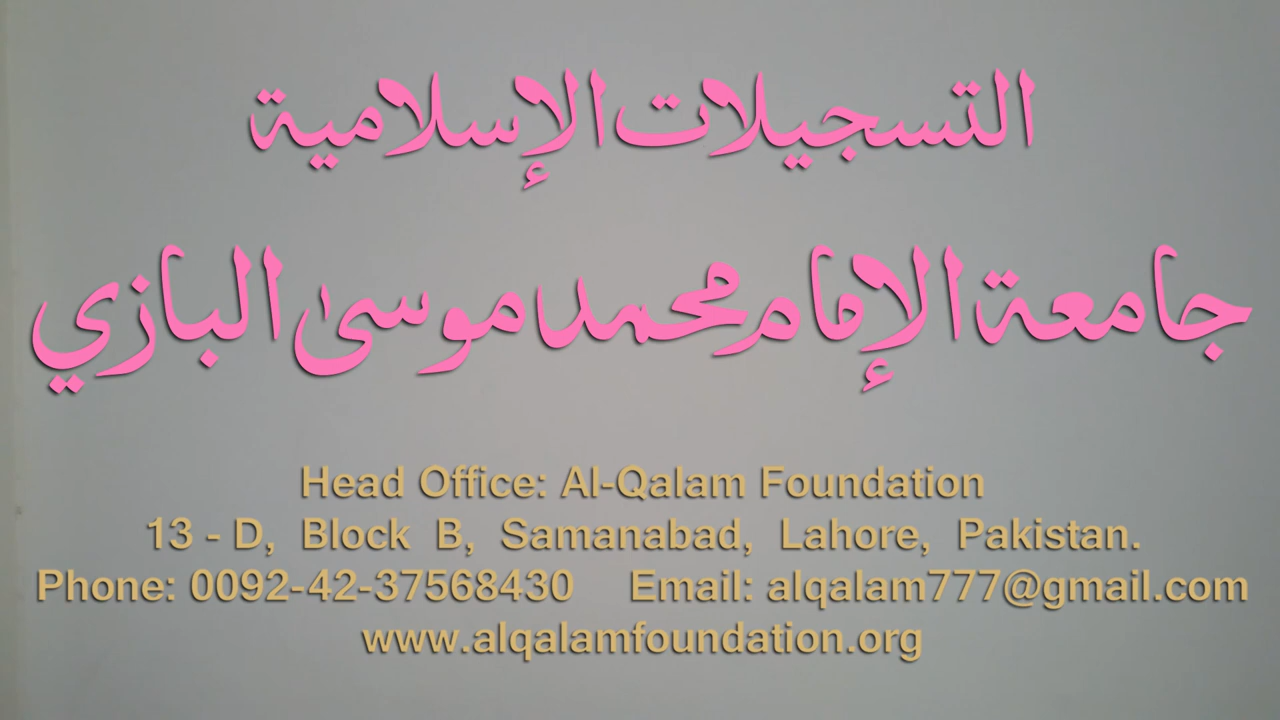 التسجيلات الإسلامية
جامعة الإمام محمد موسىٰ البازي
Head Office: Al-Qalam Foundation
13 - D, Block B, Samanabad, Lahore, Pakistan.
Phone: 0092-42-37568430 Email: alqalam777@gmail.com
www.alqalamfoundation.org